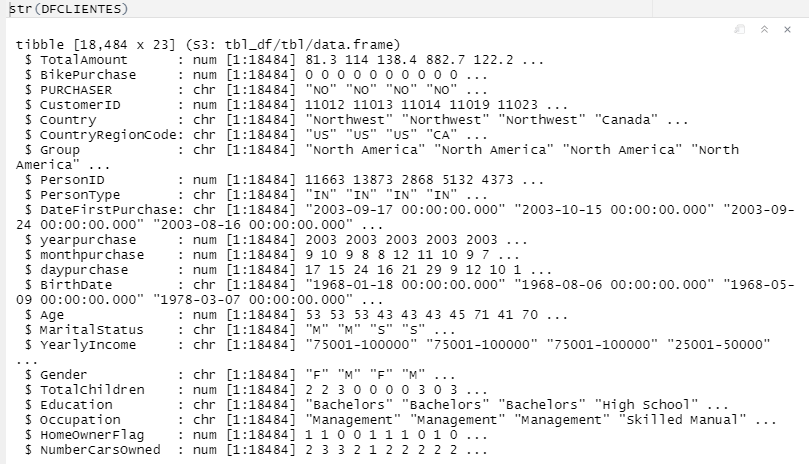 str(DFCLIENTES)
tibble [18,484 x 23] (S3: tbl_df/tbl/data.frame)
 $ TotalAmount      : num [1:18484] 81.3 114 138.4 882.7 122.2 ...
 $ BikePurchase     : num [1:18484] 0 0 0 0 0 0 0 0 0 0 ...
 $ PURCHASER        : chr [1:18484] "NO" "NO" "NO" "NO" ...
 $ CustomerID       : num [1:18484] 11012 11013 11014 11019 11023 ...
 $ Country          : chr [1:18484] "Northwest" "Northwest" "Northwest" "Canada" ...
 $ CountryRegionCode: chr [1:18484] "US" "US" "US" "CA" ...
 $ Group            : chr [1:18484] "North America" "North America" "North America" "North
America" ...
 $ PersonID         : num [1:18484] 11663 13873 2868 5132 4373 ...
 $ PersonType       : chr [1:18484] "IN" "IN" "IN" "IN" ...
 $ DateFirstPurchase: chr [1:18484] "2003-09-17 00:00:00.000" "2003-10-15 00:00:00.000" "2003-09-
24 00:00:00.000" "2003-08-16 00:00:00.000" ...
 $ yearpurchase     : num [1:18484] 2003 2003 2003 2003 2003 ...
 $ monthpurchase    : num [1:18484] 9 10 9 8 8 12 11 10 9 7 ...
 $ daypurchase      : num [1:18484] 17 15 24 16 21 29 9 12 10 1 ...
 $ BirthDate        : chr [1:18484] "1968-01-18 00:00:00.000" "1968-08-06 00:00:00.000" "1968-05-
09 00:00:00.000" "1978-03-07 00:00:00.000" ...
 $ Age              : num [1:18484] 53 53 53 43 43 43 45 71 41 70 ...
 $ MaritalStatus    : chr [1:18484] "M" "M" "S" "S" ...
 $ YearlyIncome     : chr [1:18484] "75001-100000" "75001-100000" "75001-100000" "25001-50000"
...
 $ Gender           : chr [1:18484] "F" "M" "F" "M" ...
 $ TotalChildren    : num [1:18484] 2 2 3 0 0 0 0 3 0 3 ...
 $ Education        : chr [1:18484] "Bachelors" "Bachelors" "Bachelors" "High School" ...
 $ Occupation       : chr [1:18484] "Management" "Management" "Management" "Skilled Manual" ...
 $ HomeOwnerFlag    : num [1:18484] 1 1 0 0 1 1 1 0 1 0 ...
 $ NumberCarsOwned  : num [1:18484] 2 3 3 2 1 2 2 2 2 2 ...